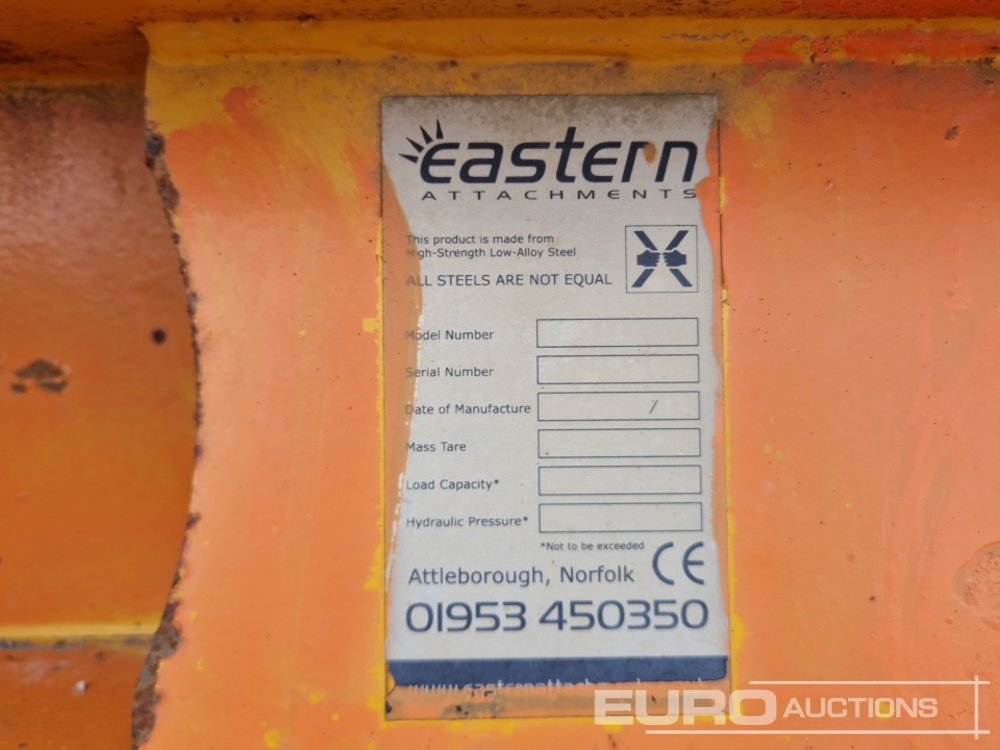 eastern
ATTACHMENTS
This product is made from
High-Strength Low-Alloy Steel
ALL STEELS ARE NOT EQUAL
Model Number
Serial Number
Date of Manufacture /
Mass Tare
Load Capacity*
Hydraulic Pressure*
*Not to be exceeded
Attleborough, Norfolk CE
01953 450350
EURO AUCTIONS